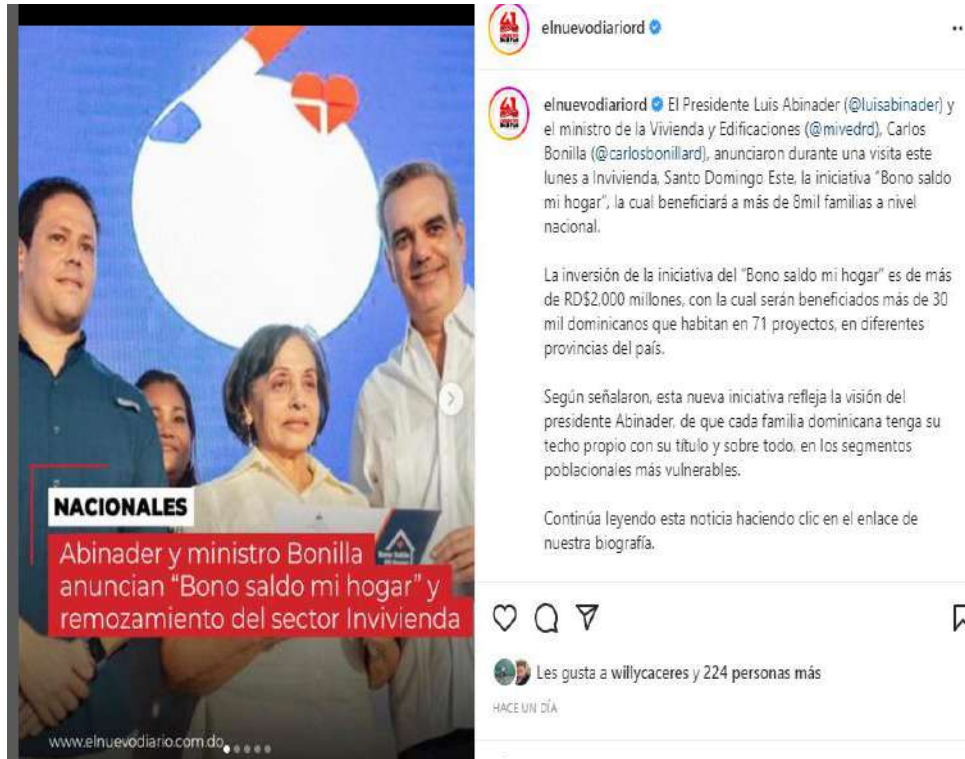 NACIONALES
Abinader y ministro Bonilla
anuncian “Bono saldo mi hogar” y
remozamiento del sector Invivienda
www.elnuevodiario.com.do
elnuevodiariord
elnuevodiariord El Presidente Luis Abinader (@luisabinader) y
el ministro de la Vivienda y Edificaciones (@mivedrd), Carlos
Bonilla (@carlosbonillard), anunciaron durante una visita este
lunes a Invivienda, Santo Domingo Este, la iniciativa “Bono saldo
mi hogar”, la cual beneficiará a más de 8mil familias a nivel
nacional.
La inversión de la iniciativa del “Bono saldo mi hogar” es de más
de RD$2,000 millones, con la cual serán beneficiados más de 30
mil dominicanos que habitan en 71 proyectos, en diferentes
provincias del país.
Según señalaron, esta nueva iniciativa refleja la visión del
presidente Abinader, de que cada familia dominicana tenga su
techo propio con su título y sobre todo, en los segmentos
poblacionales más vulnerables.
Continúa leyendo esta noticia haciendo clic en el enlace de
nuestra biografía.
Les gusta a willycaceres y 224 personas más
HACE UN DÍA